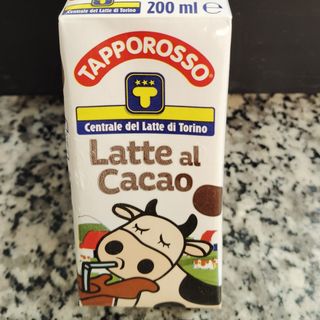 200 ml e
TAPPOROSSO
T
Centrale del Latte di Torino
Latte al
Cacao